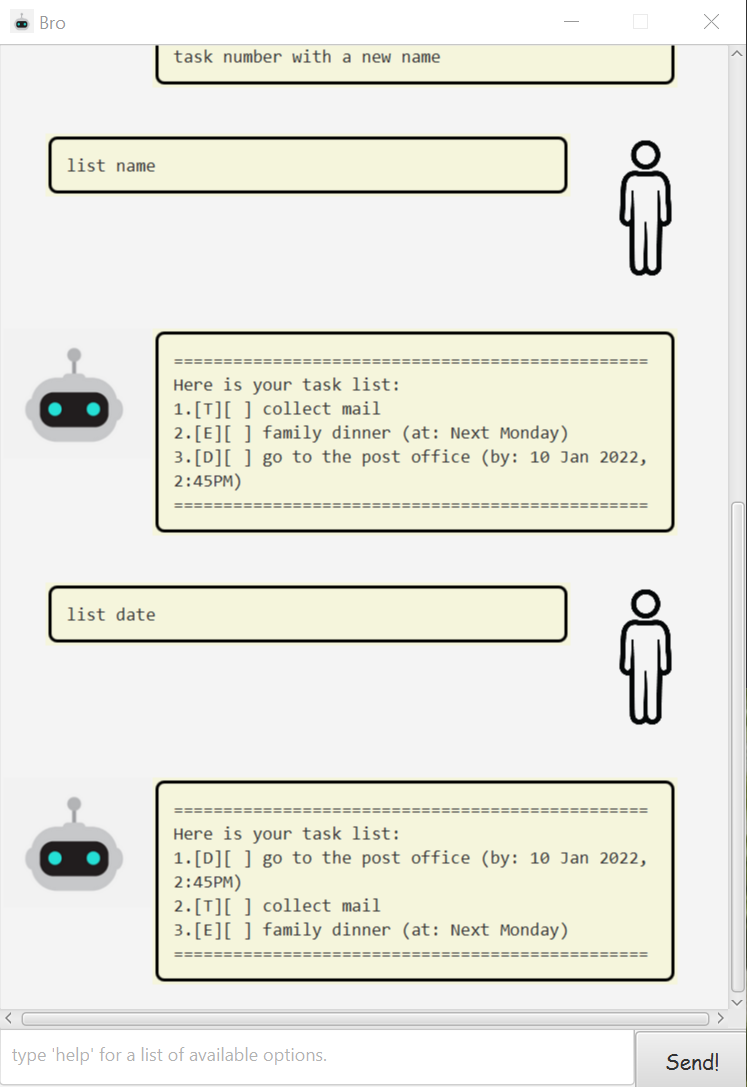 Bro
task number with a new name
list name
================================================
Here is your task list:
1.[T][ ] collect mail
2.[E][ ] family dinner (at: Next Monday)
3.[D][ ] go to the post office (by: 10 Jan 2022,
2:45PM)
================================================
list date
================================================
Here is your task list:
1.[D][ ] go to the post office (by: 10 Jan 2022,
2:45PM)
2.[T][ ] collect mail
3.[E][ ] family dinner (at: Next Monday)
================================================
type 'help' for a list of available options.
Send!